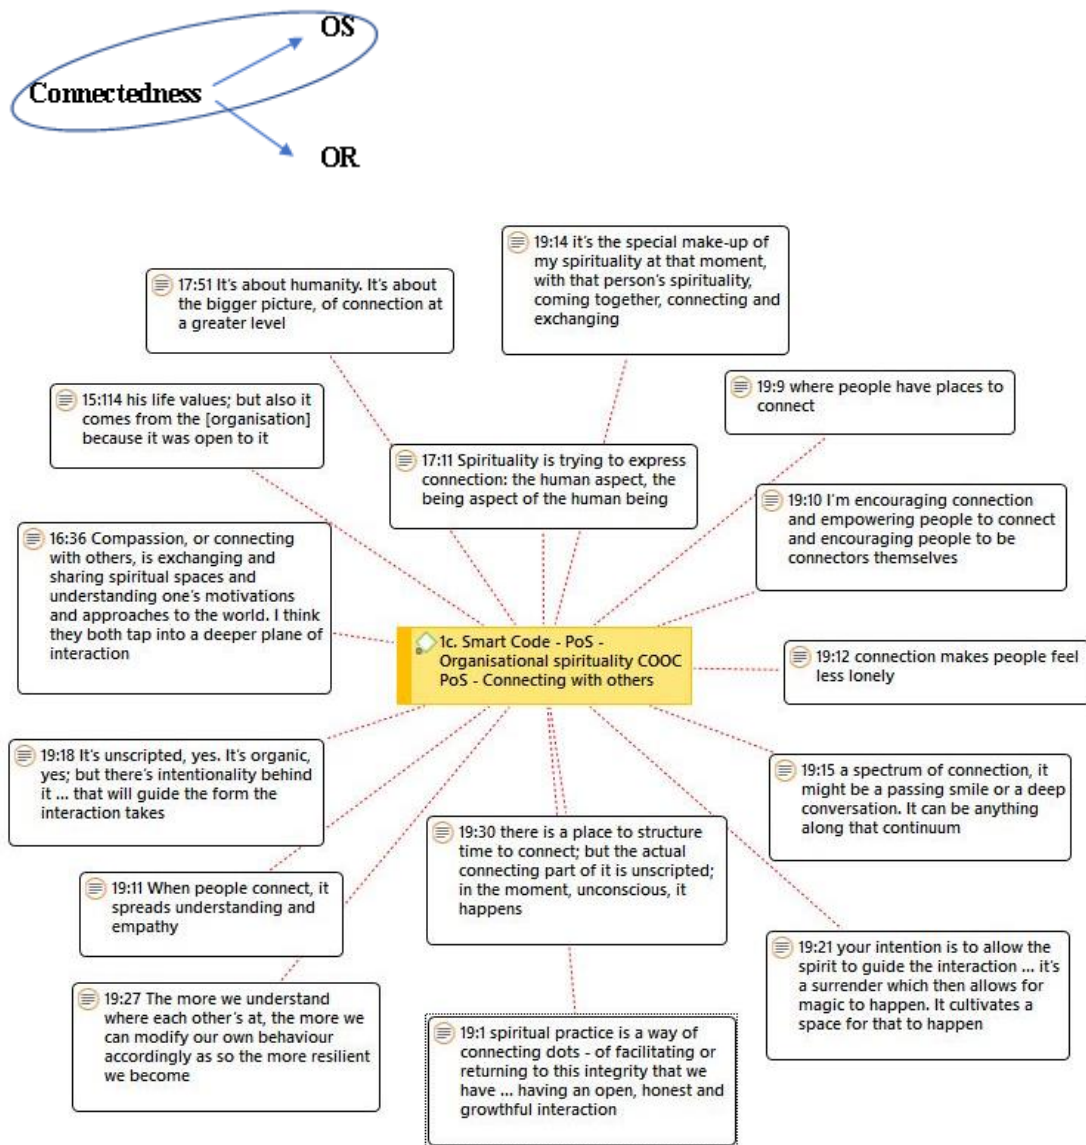 OS
Connectedness
OR
19:14 it's the special make-up of
my spirituality at that moment,
with that person's spirituality,
coming together, connecting and
exchanging
17:51 It's about humanity. It's about
the bigger picture, of connection at
a greater level
19:9 where people have places to
connect
15:114 his life values; but also it
comes from the [organisation]
because it was open to it
17:11 Spirituality is trying to express
connection: the human aspect, the
being aspect of the human being
19:10 I'm encouraging connection
and empowering people to connect
and encouraging people to be
connectors themselves
16:36 Compassion, or connecting
with others, is exchanging and
sharing spiritual spaces and
understanding one's motivations
and approaches to the world. I think
they both tap into a deeper plane of
interaction
1c. Smart Code - PoS -
Organisational spirituality COOC
PoS - Connecting with others
19:12 connection makes people feel
less lonely
19:18 It's unscripted, yes. It's organic,
yes; but there's intentionality behind
it ... that will guide the form the
interaction takes
19:15 a spectrum of connection, it
might be a passing smile or a deep
conversation. It can be anything
along that continuum
19:30 there is a place to structure
time to connect; but the actual
connecting part of it is unscripted;
in the moment, unconscious, it
happens
19:11 When people connect, it
spreads understanding and
empathy
19:21 your intention is to allow the
spirit to guide the interaction ... it's
a surrender which then allows for
magic to happen. It cultivates a
space for that to happen
19:27 The more we understand
where each other's at, the more we
can modify our own behaviour
accordingly as so the more resilient
we become
19:1 spiritual practice is a way of
connecting dots - of facilitating or
returning to this integrity that we
have ... having an open, honest and
growthful interaction